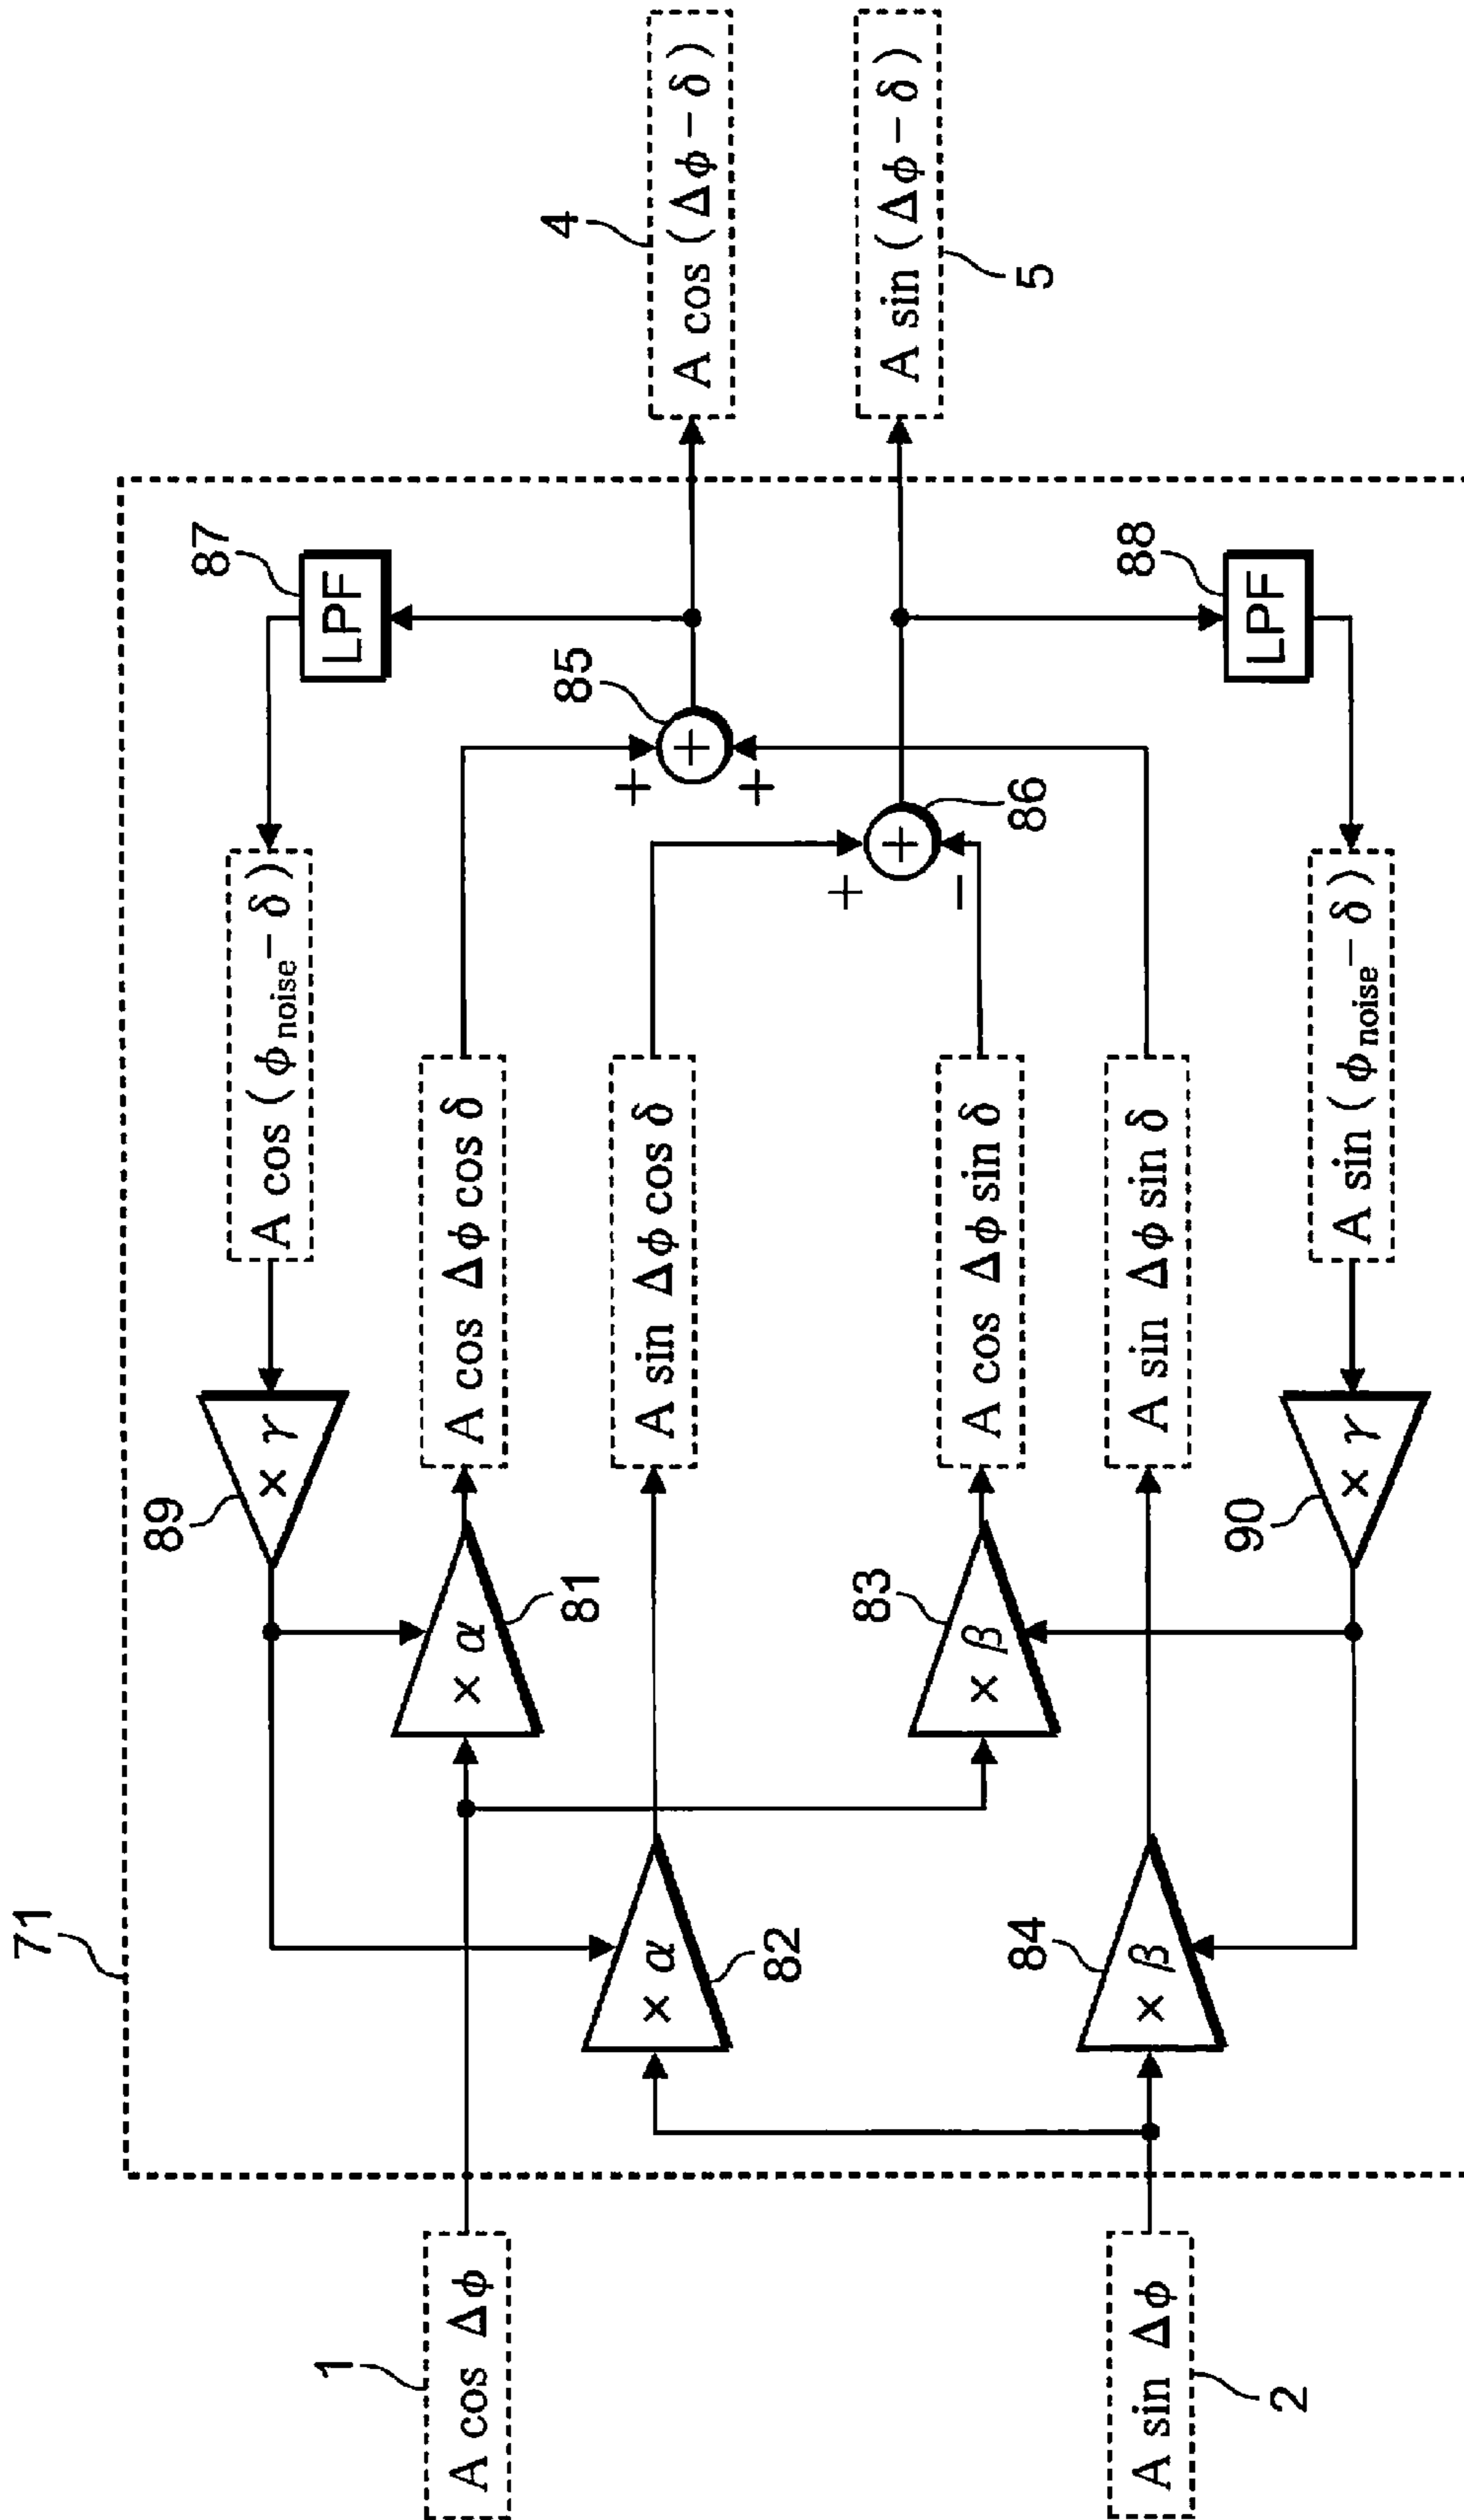 71
1
A cos Δφ
2
A sin Δφ
89
× γ
81
× α
82
× α
83
× β
84
× β
90
× γ
A cos (φnoise − δ)
A cos Δφ cos δ
A sin Δφ cos δ
A cos Δφ sin δ
A sin Δφ sin δ
A sin (φnoise − δ)
87
LPF
85
+
+
+
86
+
+
−
88
LPF
4
A cos (Δφ − δ)
A sin (Δφ − δ)
5